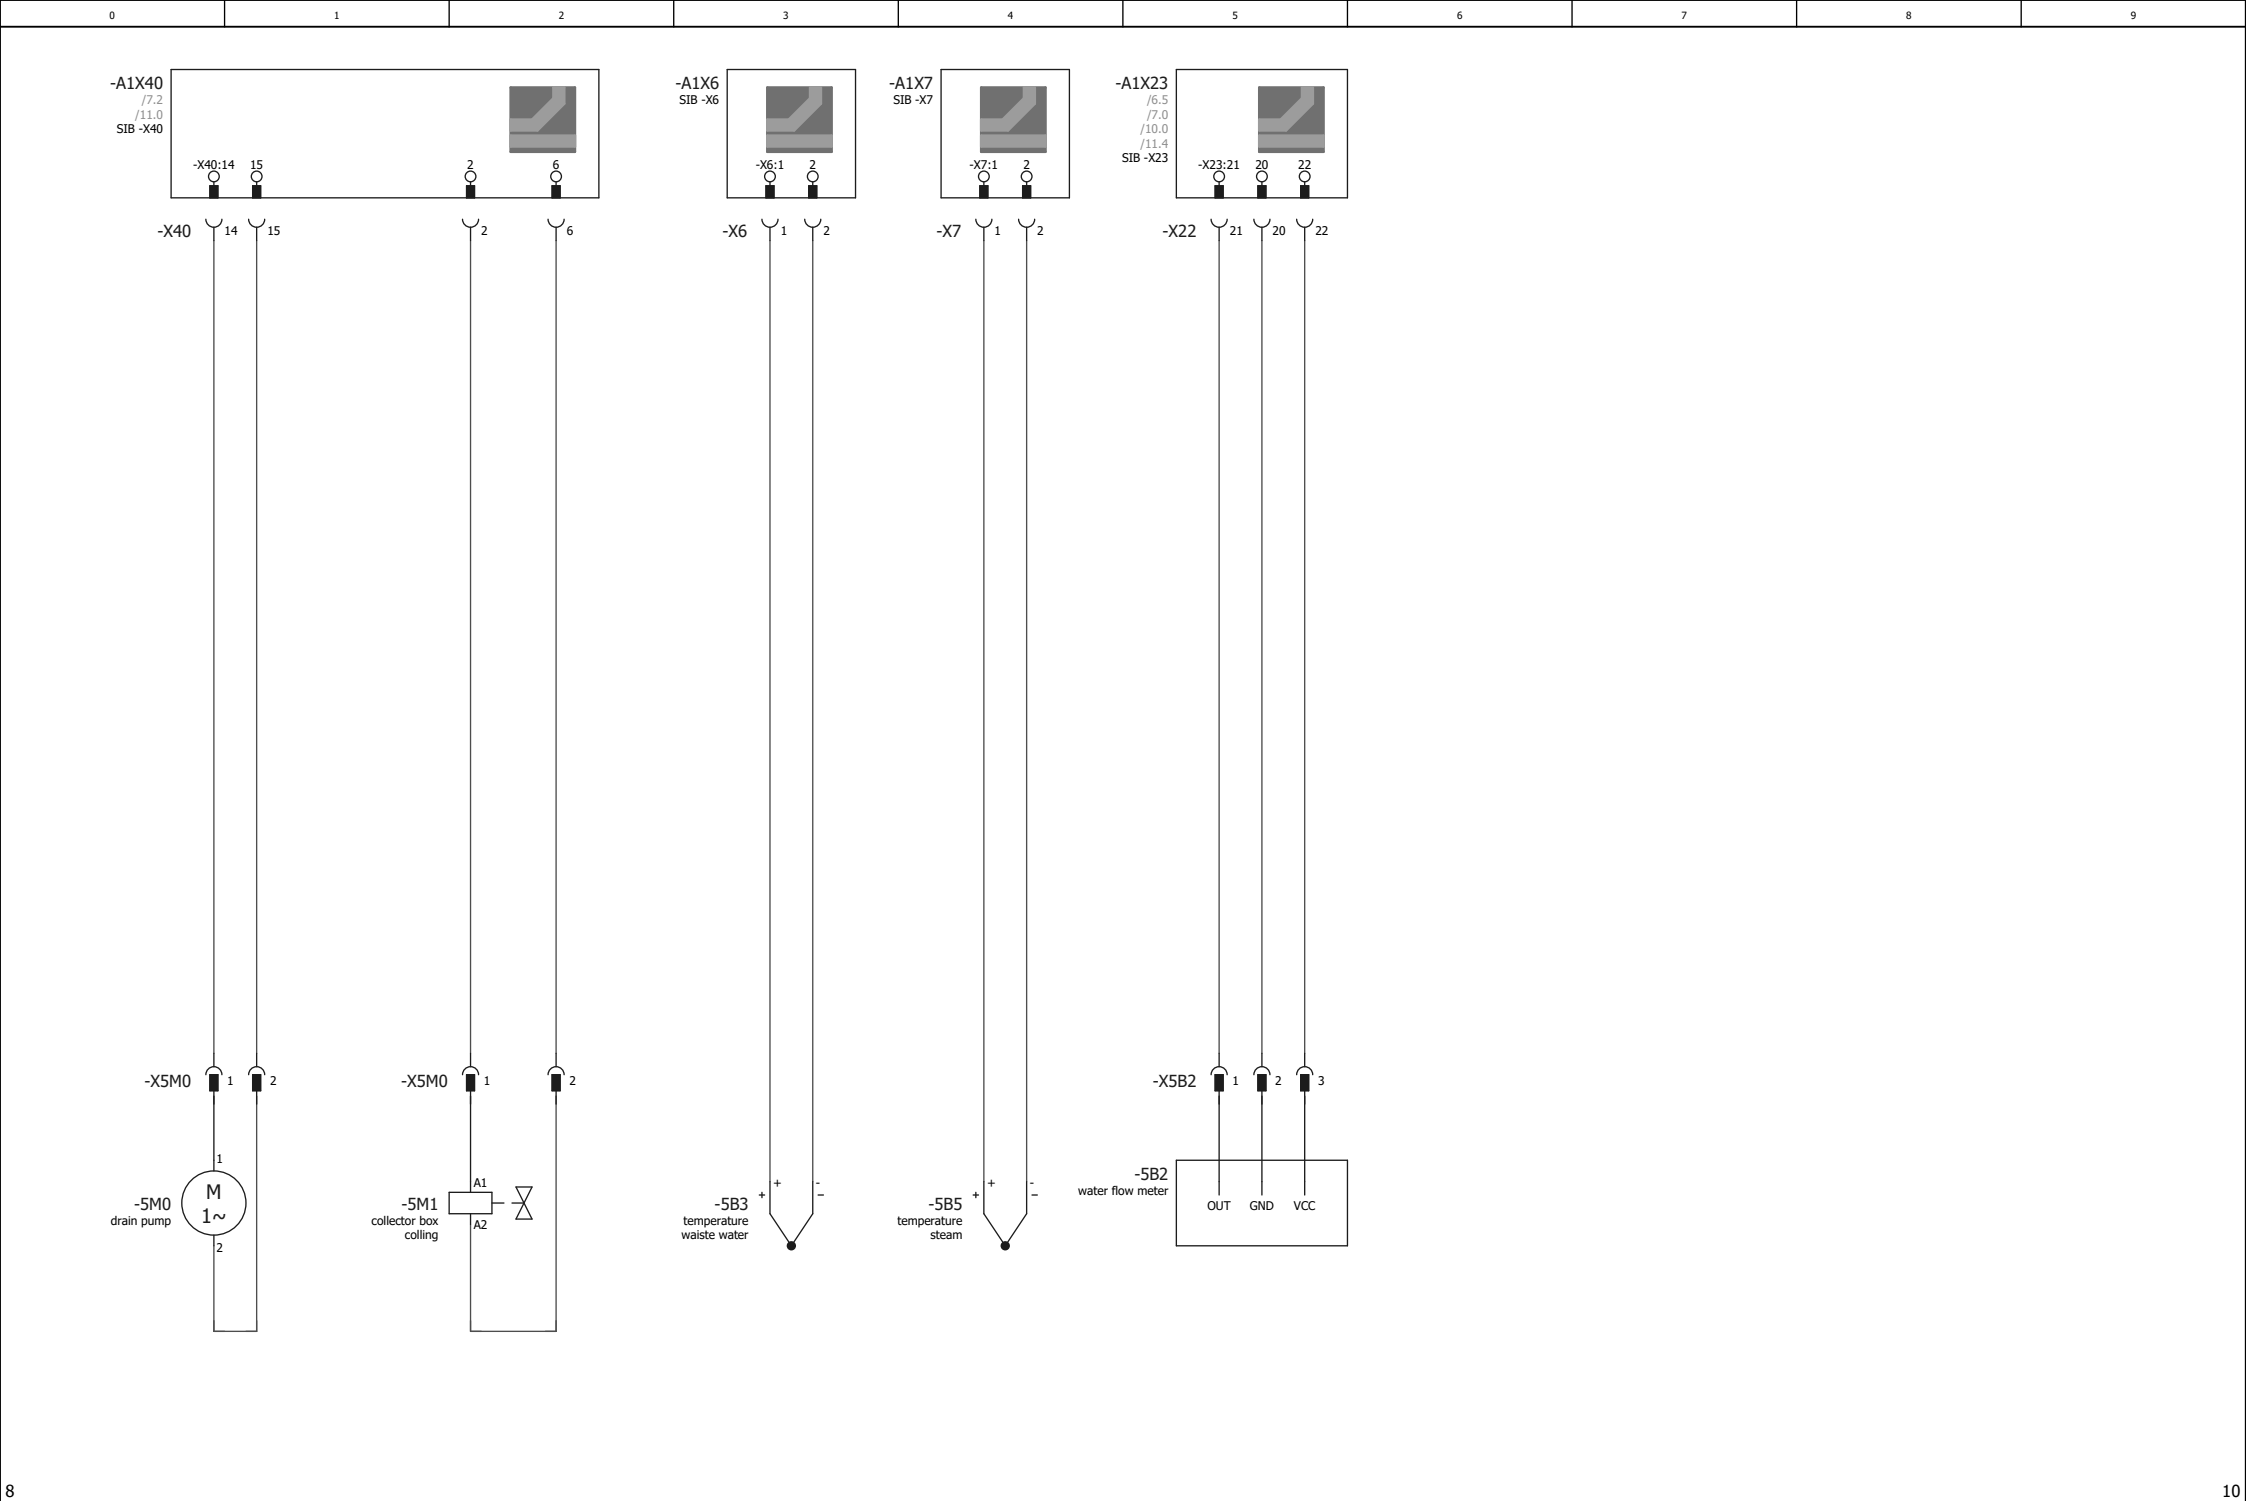 0 1 2 3 4 5 6 7 8 9
-A1X40
/7.2
/11.0
SIB -X40
-X40:14 15 2 6
-A1X6
SIB -X6
-X6:1 2
-A1X7
SIB -X7
-X7:1 2
-A1X23
/6.5
/7.0
/10.0
/11.4
SIB -X23
-X23:21 20 22
-X40 14 15 2 6
-X6 1 2
-X7 1 2
-X22 21 20 22
-X5M0 1 2
-X5M0 1 2
-X5B2 1 2 3
1
-5M0
drain pump
M
1~
2
A1
-5M1
collector box
colling
A2
+ -
+ −
-5B3
temperature
waiste water
+ -
+ −
-5B5
temperature
steam
-5B2
water flow meter
OUT GND VCC
8
10